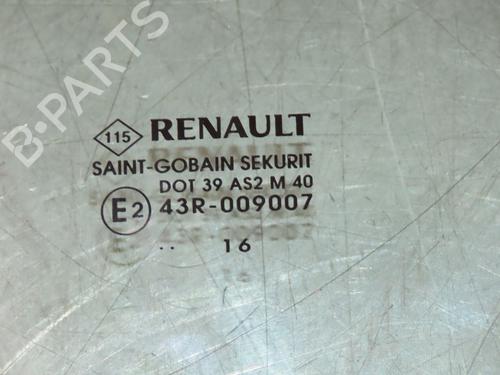 B-PARTS
115 RENAULT
SAINT-GOBAIN SEKURIT
DOT 39 AS2 M 40
E2 43R-009007
.. 16